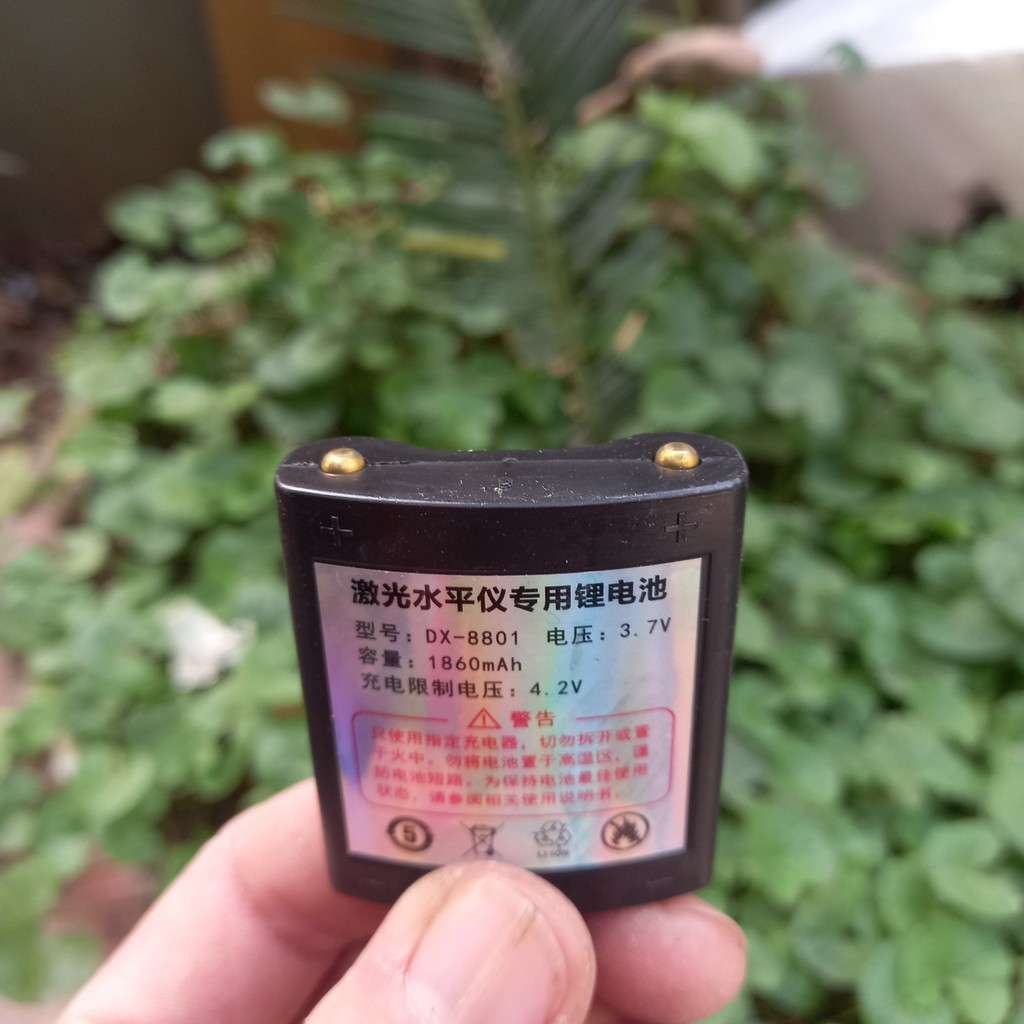 + +
激光水平仪专用锂电池
型号：DX-8801 电压：3.7V
容量：1860mAh
充电限制电压：4.2V
警告
只使用指定充电器，切勿拆开或置
于火中，勿将电池置于高温区，谨
防电池短路，为保持电池最佳使用
状态，请参阅相关使用说明书．
5
Li-ion